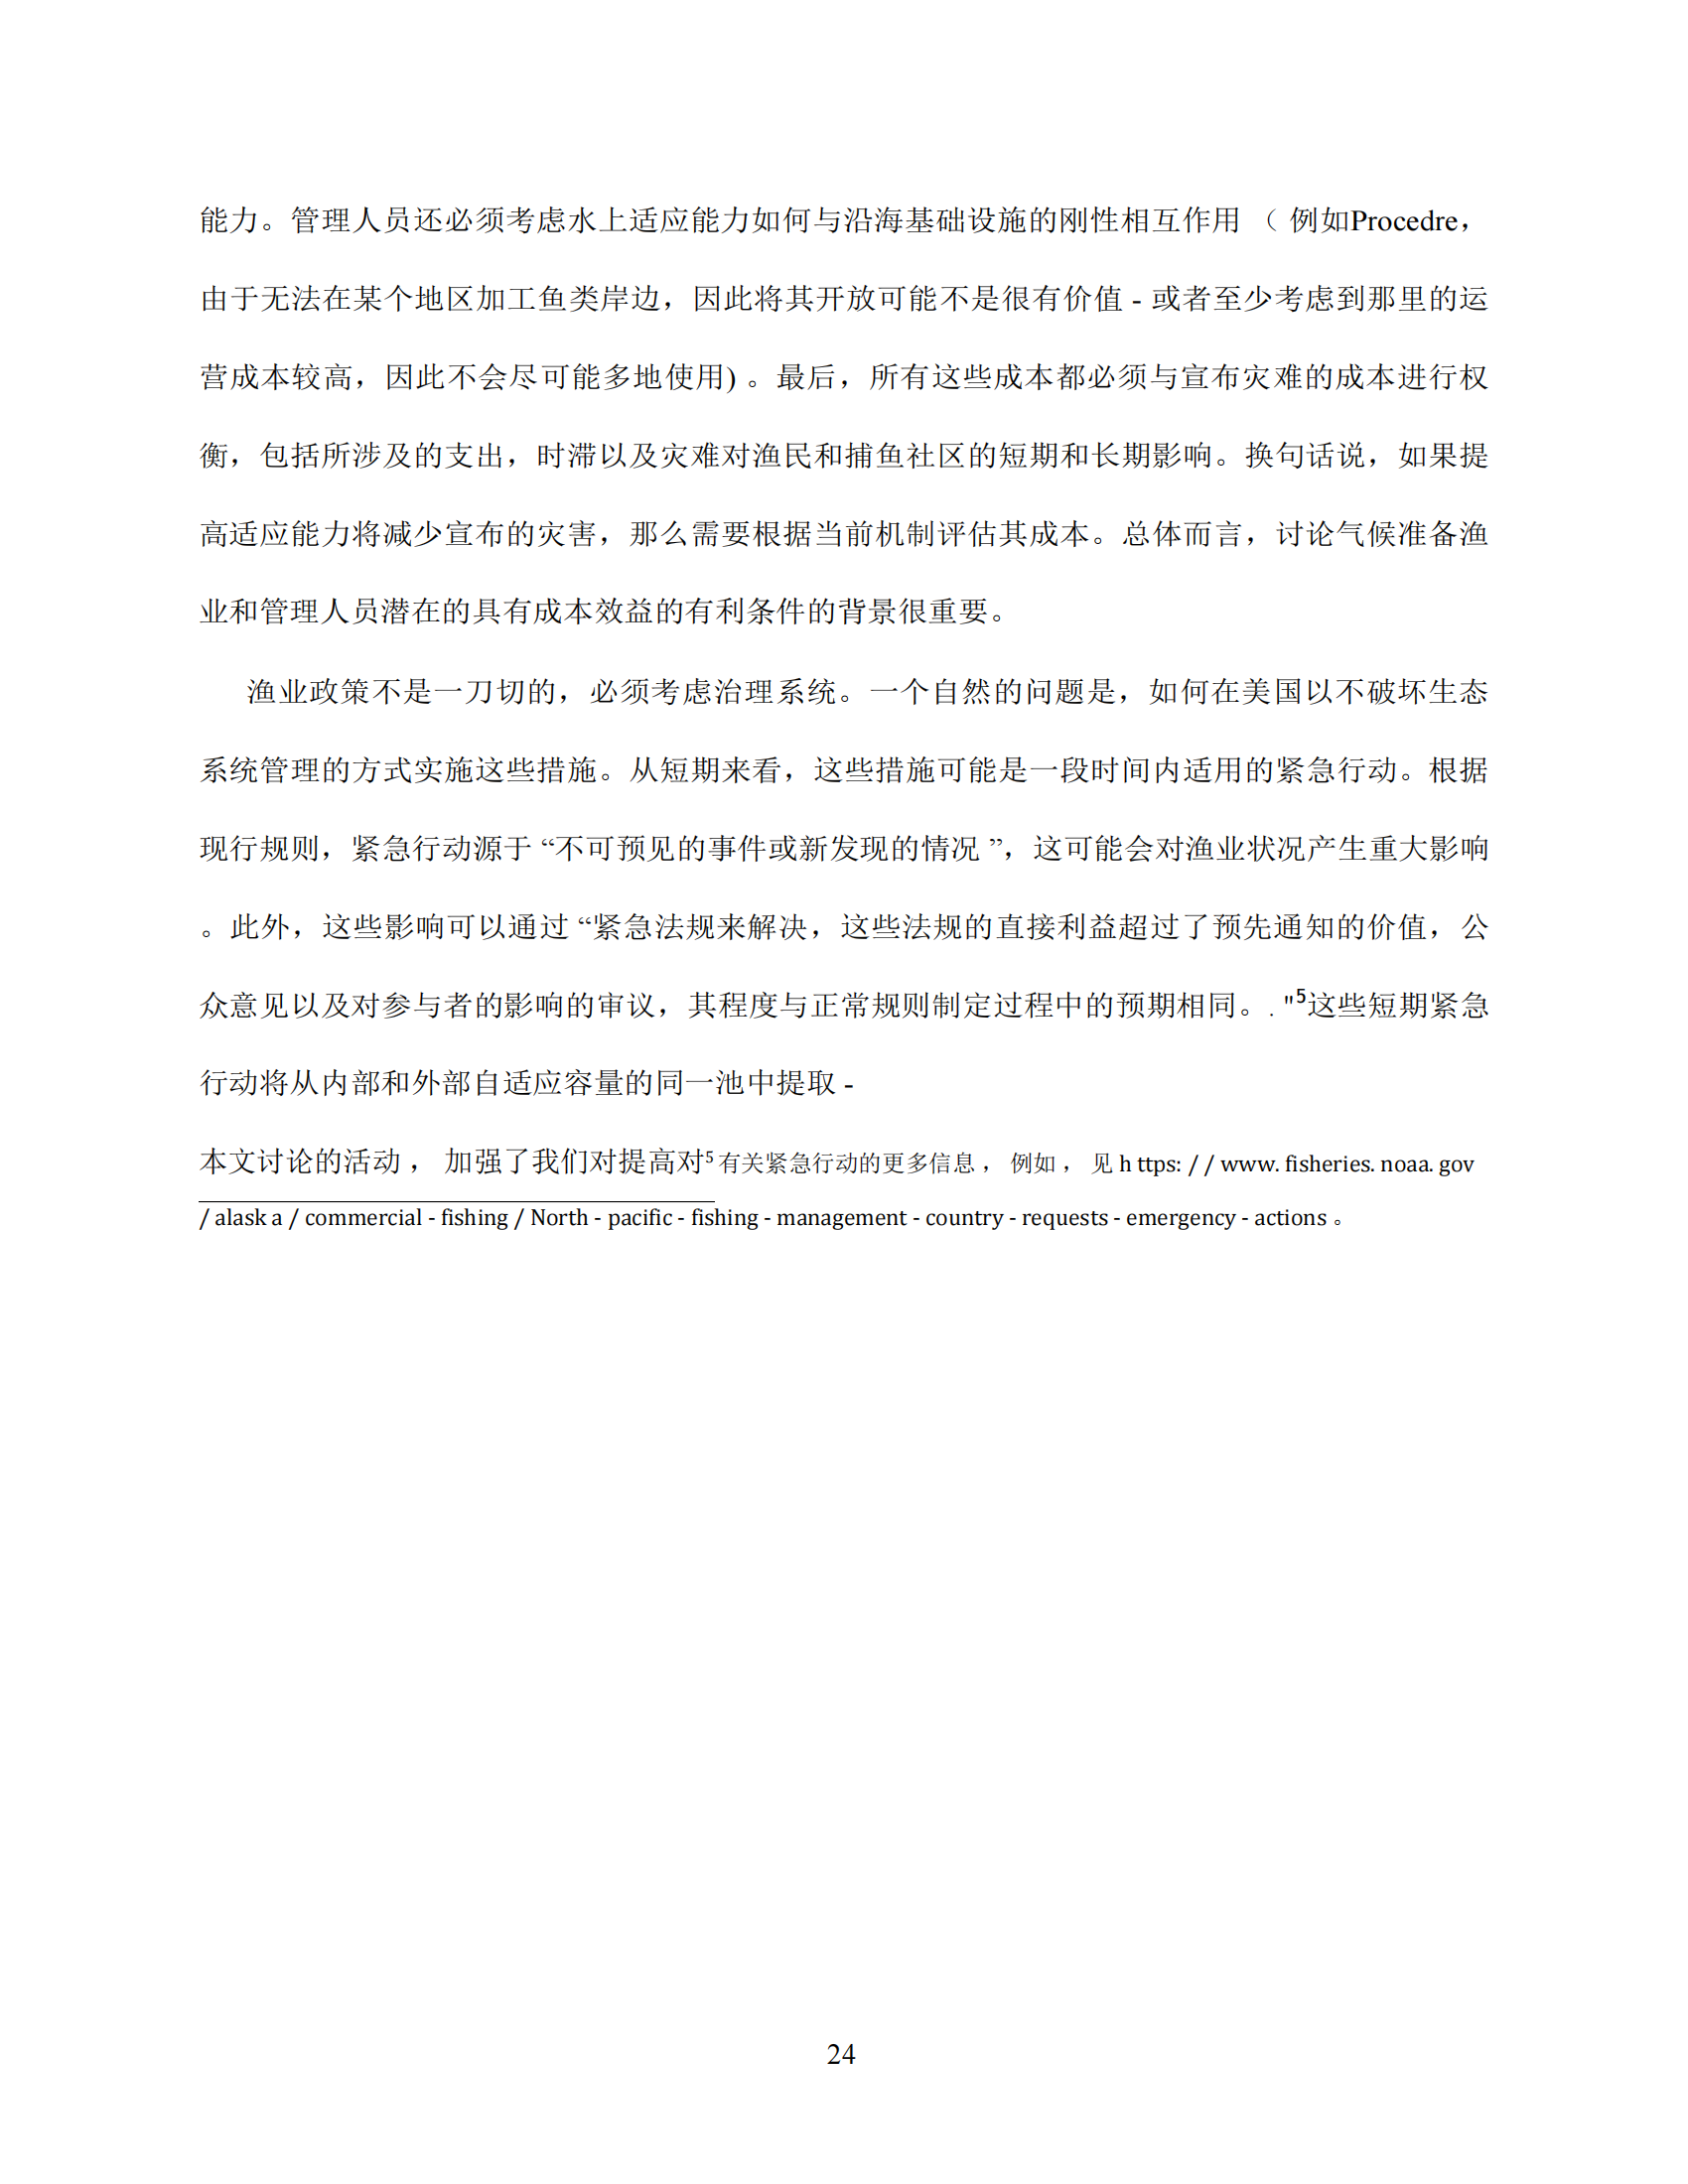 能力。管理人员还必须考虑水上适应能力如何与沿海基础设施的刚性相互作用 （ 例如Procedre，
由于无法在某个地区加工鱼类岸边，因此将其开放可能不是很有价值 - 或者至少考虑到那里的运
营成本较高，因此不会尽可能多地使用) 。最后，所有这些成本都必须与宣布灾难的成本进行权
衡，包括所涉及的支出，时滞以及灾难对渔民和捕鱼社区的短期和长期影响。换句话说，如果提
高适应能力将减少宣布的灾害，那么需要根据当前机制评估其成本。总体而言，讨论气候准备渔
业和管理人员潜在的具有成本效益的有利条件的背景很重要。
渔业政策不是一刀切的，必须考虑治理系统。一个自然的问题是，如何在美国以不破坏生态
系统管理的方式实施这些措施。从短期来看，这些措施可能是一段时间内适用的紧急行动。根据
现行规则，紧急行动源于 “不可预见的事件或新发现的情况 ”，这可能会对渔业状况产生重大影响
。此外，这些影响可以通过 “紧急法规来解决，这些法规的直接利益超过了预先通知的价值，公
众意见以及对参与者的影响的审议，其程度与正常规则制定过程中的预期相同。. "5这些短期紧急
行动将从内部和外部自适应容量的同一池中提取 -
本文讨论的活动 ， 加强了我们对提高对5 有关紧急行动的更多信息 ， 例如 ， 见 h ttps: / / www. fisheries. noaa. gov
/ alask a / commercial - fishing / North - pacific - fishing - management - country - requests - emergency - actions 。
24